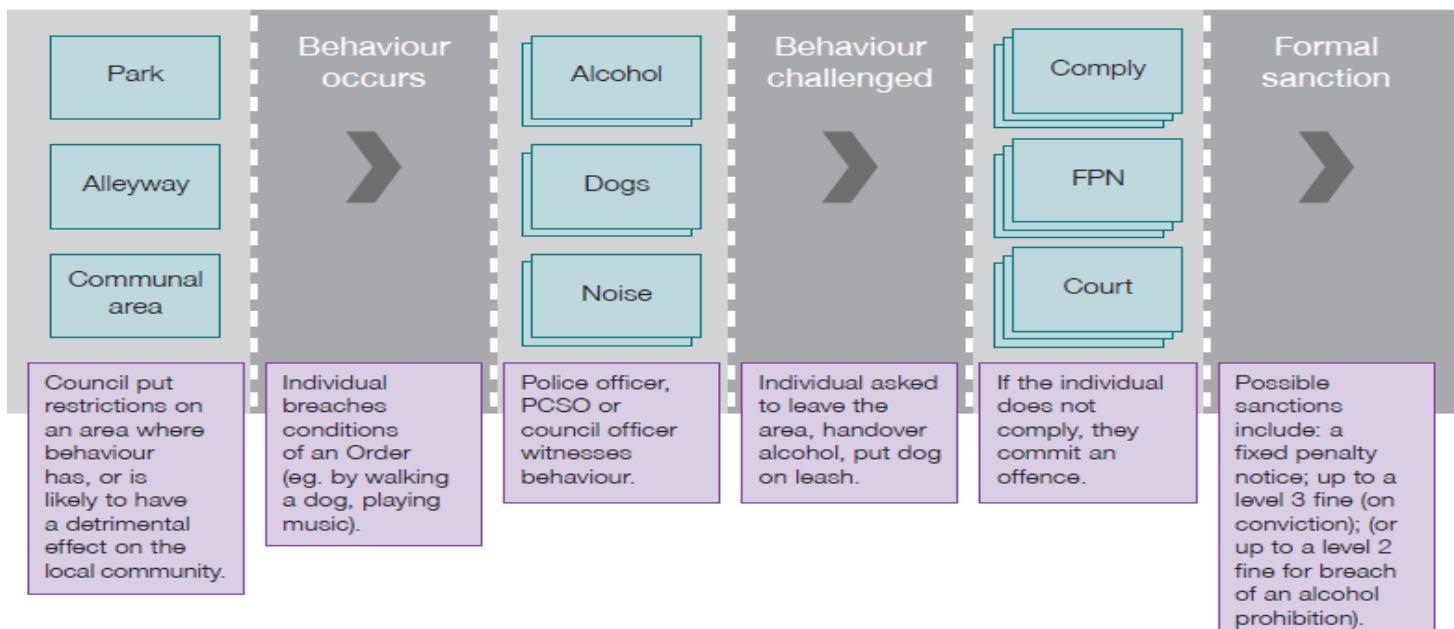 Park
Alleyway
Communal
area
Council put
restrictions on
an area where
behaviour
has, or is
likely to have
a detrimental
effect on the
local community.
Behaviour
occurs
Individual
breaches
conditions
of an Order
(eg. by walking
a dog, playing
music).
Alcohol
Dogs
Noise
Police officer,
PCSO or
council officer
witnesses
behaviour.
Behaviour
challenged
Individual asked
to leave the
area, handover
alcohol, put dog
on leash.
Comply
FPN
Court
If the individual
does not
comply, they
commit an
offence.
Formal
sanction
Possible
sanctions
include: a
fixed penalty
notice; up to a
level 3 fine (on
conviction); (or
up to a level 2
fine for breach
of an alcohol
prohibition).